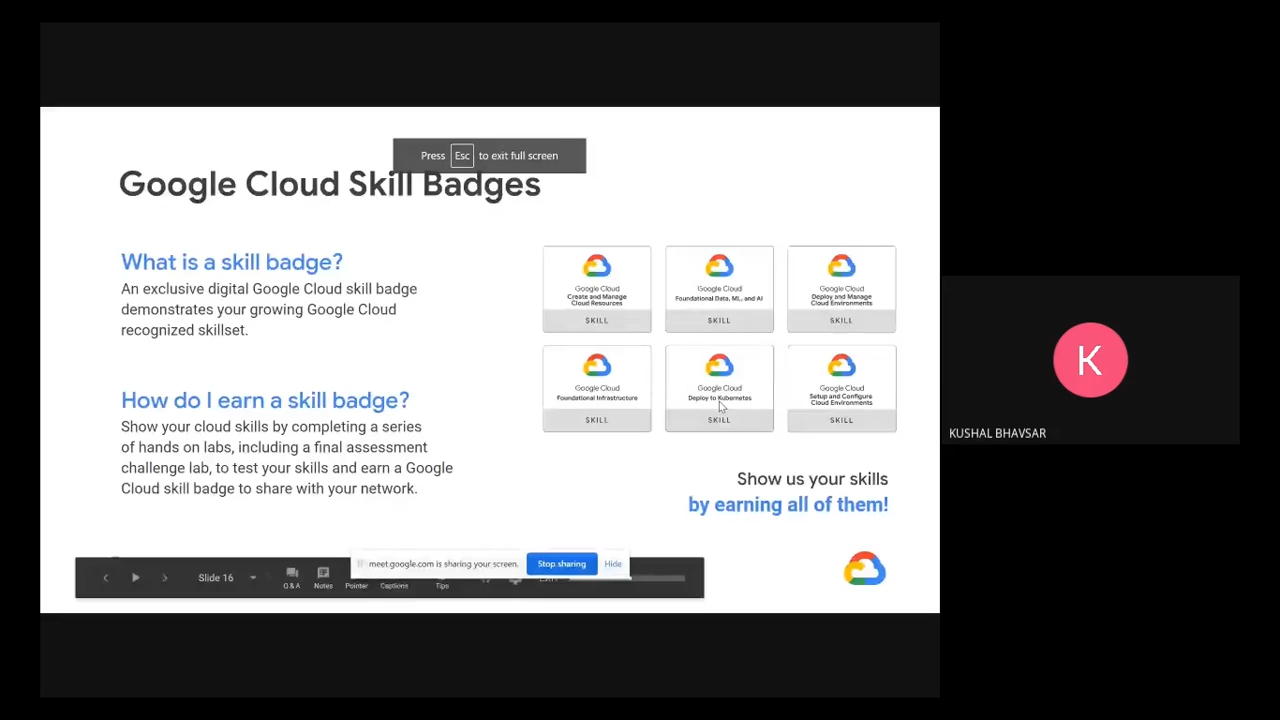 Press Esc to exit full screen
Google Cloud Skill Badges
What is a skill badge?
An exclusive digital Google Cloud skill badge
demonstrates your growing Google Cloud
recognized skillset.
How do I earn a skill badge?
Show your cloud skills by completing a series
of hands on labs, including a final assessment
challenge lab, to test your skills and earn a Google
Cloud skill badge to share with your network.
Google Cloud
Create and Manage
Cloud Resources
SKILL
Google Cloud
Foundational Data, ML, and AI
SKILL
Google Cloud
Deploy and Manage
Cloud Environments
SKILL
Google Cloud
Foundational Infrastructure
SKILL
Google Cloud
Deploy to Kubernetes
SKILL
Google Cloud
Setup and Configure
Cloud Environments
SKILL
Show us your skills
by earning all of them!
meet.google.com is sharing your screen.
Stop sharing
Hide
Slide 16
Q & A
Notes
Pointer
Captions
Tips
K
KUSHAL BHAVSAR